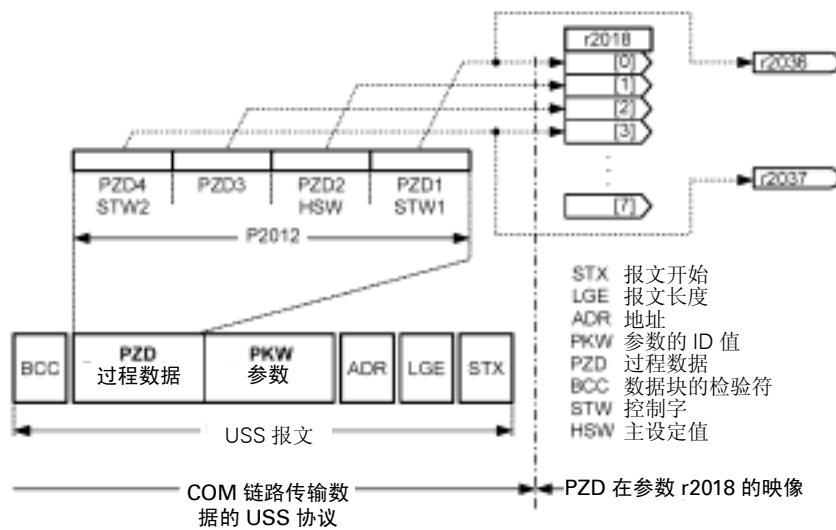 r2018
[0]
[1]
[2]
[3]
[7]
r2036
r2037
PZD4 PZD3 PZD2 PZD1
STW2 HSW STW1
P2012
STX 报文开始
LGE 报文长度
ADR 地址
PKW 参数的 ID 值
PZD 过程数据
BCC 数据块的检验符
STW 控制字
HSW 主设定值
BCC PZD PKW ADR LGE STX
过程数据 参数
USS 报文
COM 链路传输数
据的 USS 协议
PZD 在参数 r2018 的映像